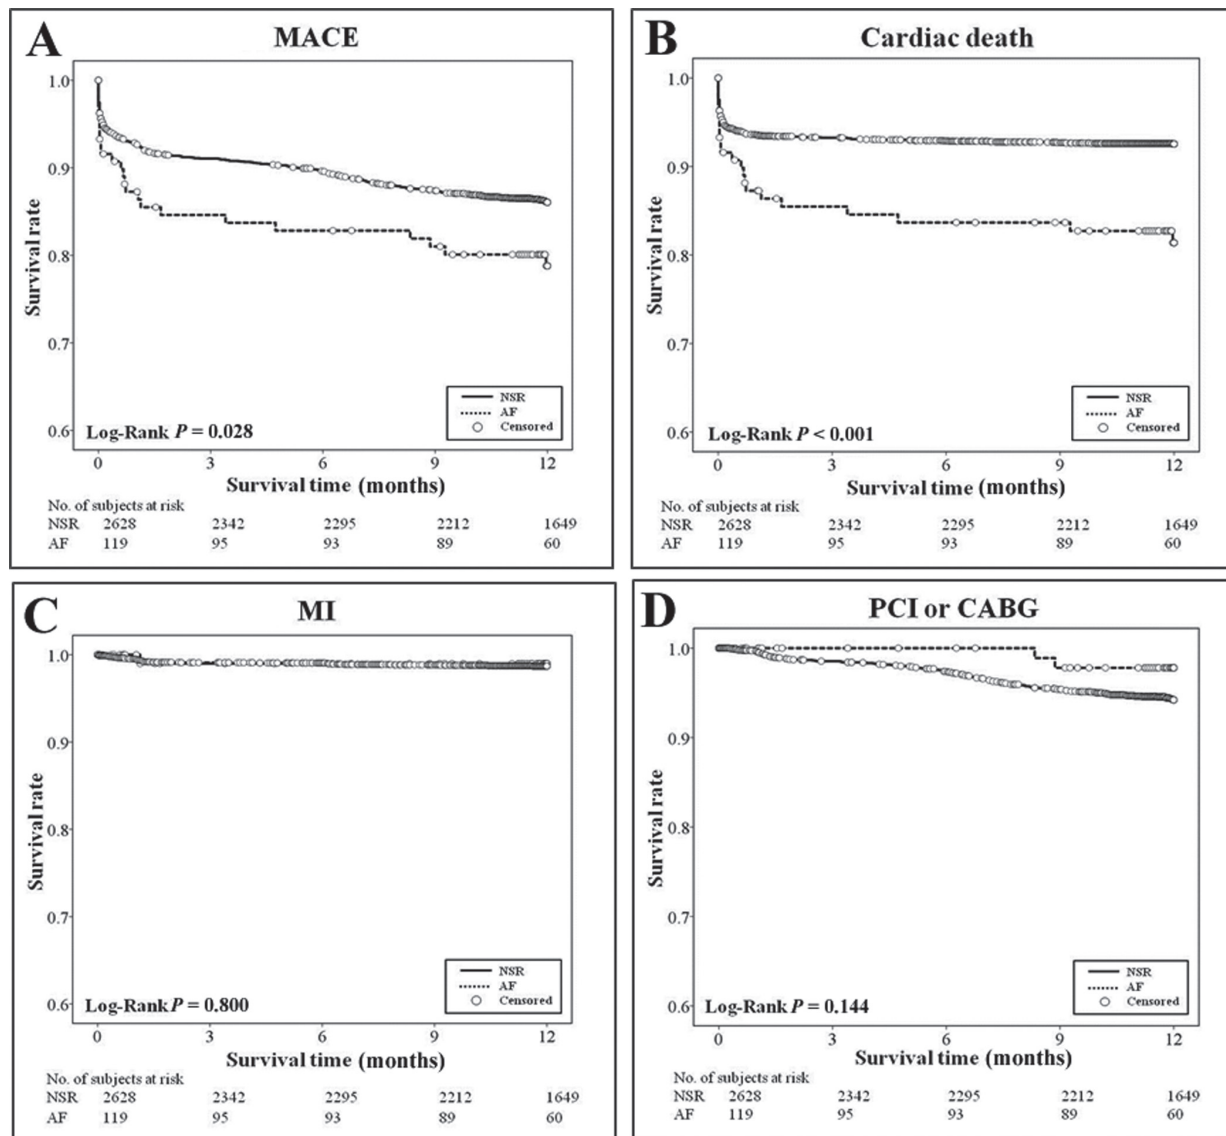 A
MACE
1.0
0.9
0.8
0.7
0.6
Survival rate
NSR
AF
Censored
Log-Rank P = 0.028
0 3 6 9 12
Survival time (months)
No. of subjects at risk
NSR 2628 2342 2295 2212 1649
AF 119 95 93 89 60
B
Cardiac death
1.0
0.9
0.8
0.7
0.6
Survival rate
NSR
AF
Censored
Log-Rank P < 0.001
0 3 6 9 12
Survival time (months)
No. of subjects at risk
NSR 2628 2342 2295 2212 1649
AF 119 95 93 89 60
C
MI
1.0
0.9
0.8
0.7
0.6
Survival rate
NSR
AF
Censored
Log-Rank P = 0.800
0 3 6 9 12
Survival time (months)
No. of subjects at risk
NSR 2628 2342 2295 2212 1649
AF 119 95 93 89 60
D
PCI or CABG
1.0
0.9
0.8
0.7
0.6
Survival rate
NSR
AF
Censored
Log-Rank P = 0.144
0 3 6 9 12
Survival time (months)
No. of subjects at risk
NSR 2628 2342 2295 2212 1649
AF 119 95 93 89 60